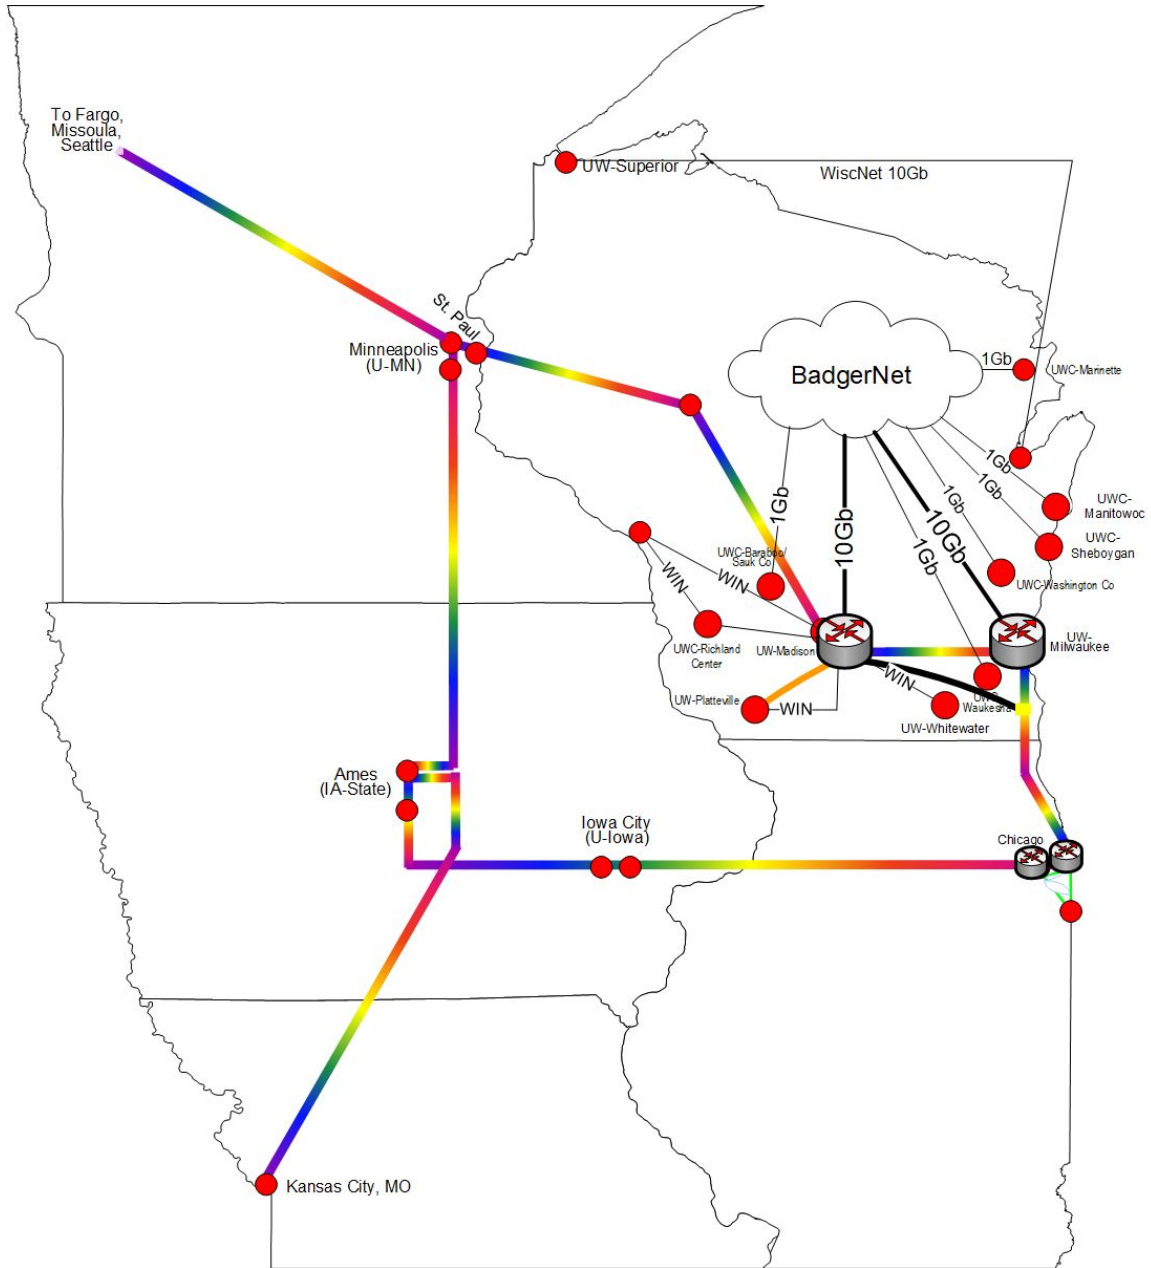 To Fargo,
Missoula,
Seattle
UW-Superior
WiscNet 10Gb
St. Paul
Minneapolis
(U-MN)
BadgerNet
1Gb
UWC-Marinette
1Gb
10Gb
1Gb
10Gb
1Gb
1Gb
1Gb
UWC-
Manitowoc
UWC-
Sheboygan
UWC-Baraboo/
Sauk Co
UWC-Washington Co
WIN
WIN
UWC-Richland
Center
UW-Madison
UW-
Milwaukee
UW-Platteville
WIN
WIN
UWC-
Waukesha
UW-Whitewater
Ames
(IA-State)
Iowa City
(U-Iowa)
Chicago
Kansas City, MO